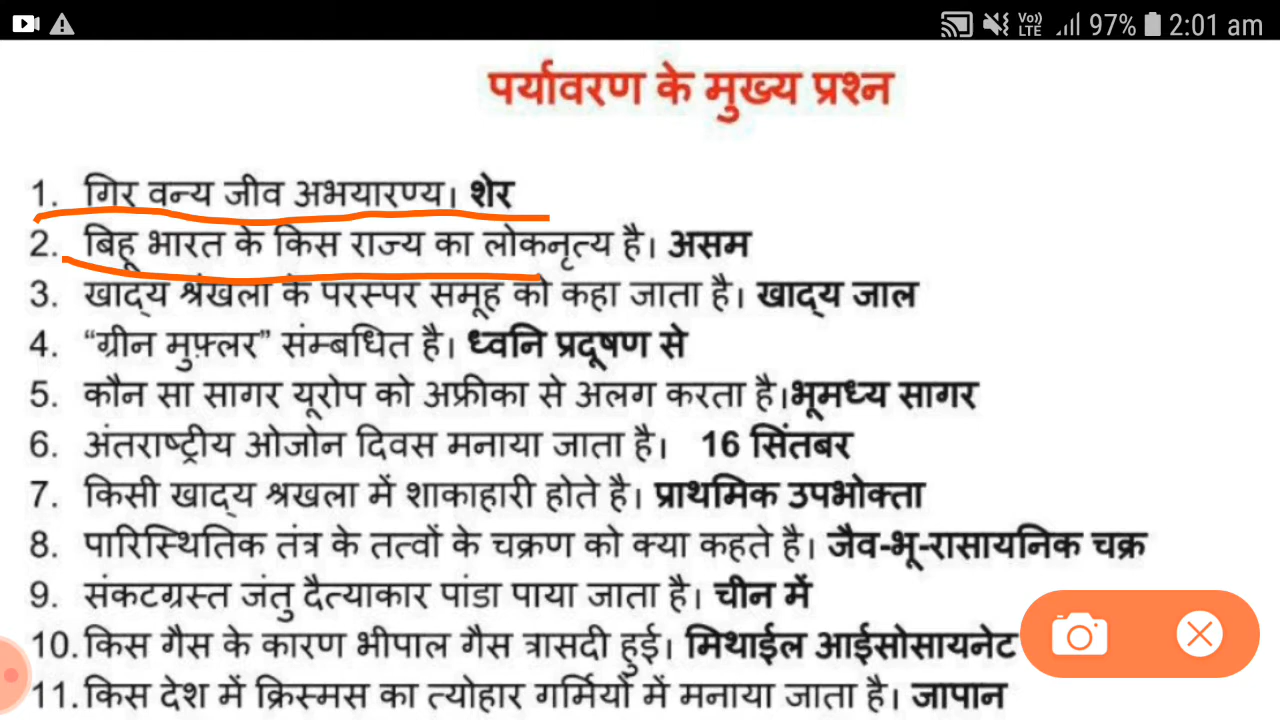 Vo)) LTE 97% 2:01 am
पर्यावरण के मुख्य प्रश्न
1. गिर वन्य जीव अभयारण्य। शेर
2. बिहू भारत के किस राज्य का लोकनृत्य है। असम
3. खाद्य श्रंखला के परस्पर समूह को कहा जाता है। खाद्य जाल
4. “ग्रीन मुफ़्लर” संम्बधित है। ध्वनि प्रदूषण से
5. कौन सा सागर यूरोप को अफ्रीका से अलग करता है।भूमध्य सागर
6. अंतराष्ट्रीय ओजोन दिवस मनाया जाता है। 16 सिंतबर
7. किसी खाद्य श्रखला में शाकाहारी होते है। प्राथमिक उपभोक्ता
8. पारिस्थितिक तंत्र के तत्वों के चक्रण को क्या कहते है। जैव-भू-रासायनिक चक्र
9. संकटग्रस्त जंतु दैत्याकार पांडा पाया जाता है। चीन में
10. किस गैस के कारण भीपाल गैस त्रासदी हुई। मिथाईल आईसोसायनेट
11. किस देश में क्रिस्मस का त्योहार गर्मियों में मनाया जाता है। जापान